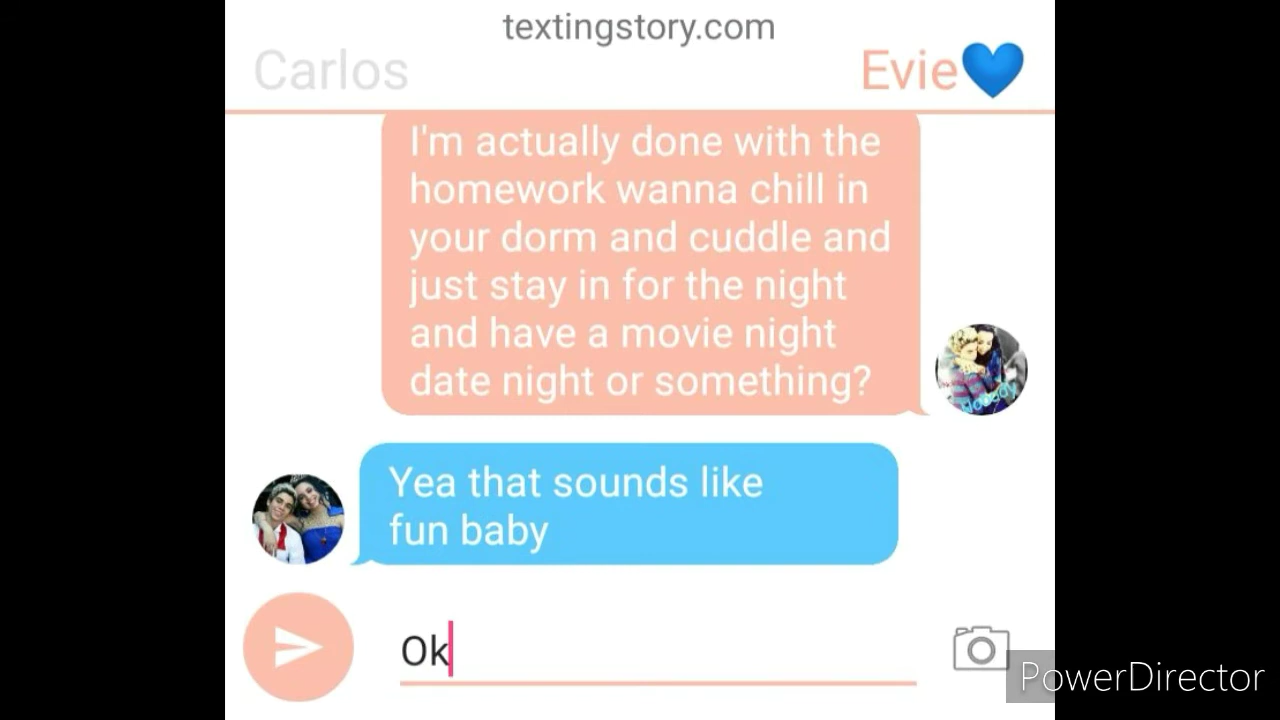 textingstory.com
Carlos
Evie💙
I'm actually done with the
homework wanna chill in
your dorm and cuddle and
just stay in for the night
and have a movie night
date night or something?
Yea that sounds like
fun baby
Ok
PowerDirector